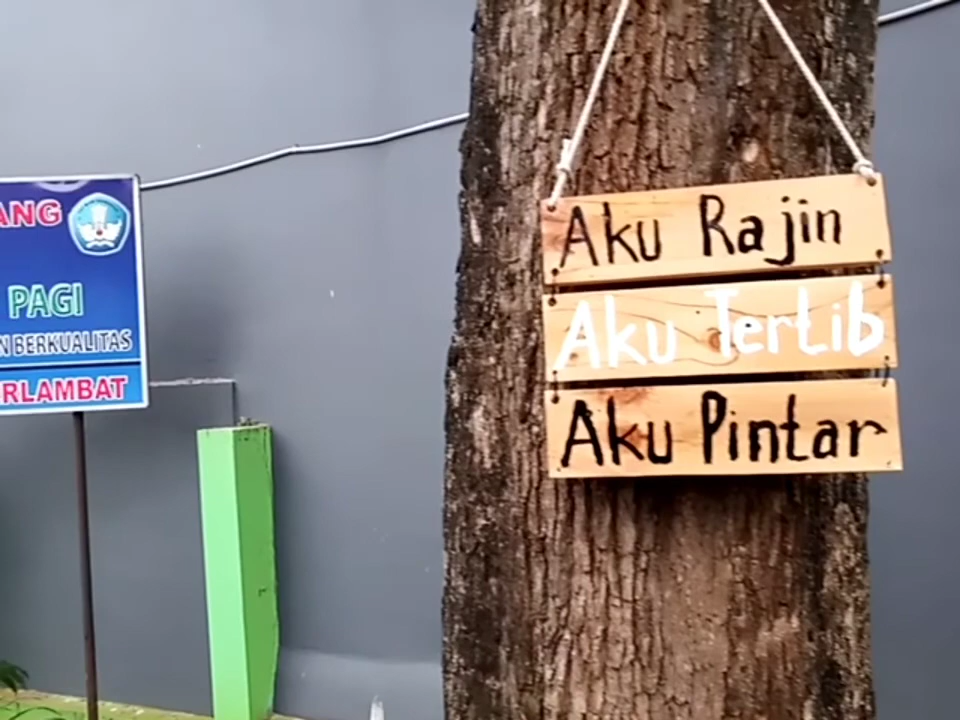 ANG
PAGI
N BERKUALITAS
RLAMBAT
Aku Rajin
Aku Tertib
Aku Pintar